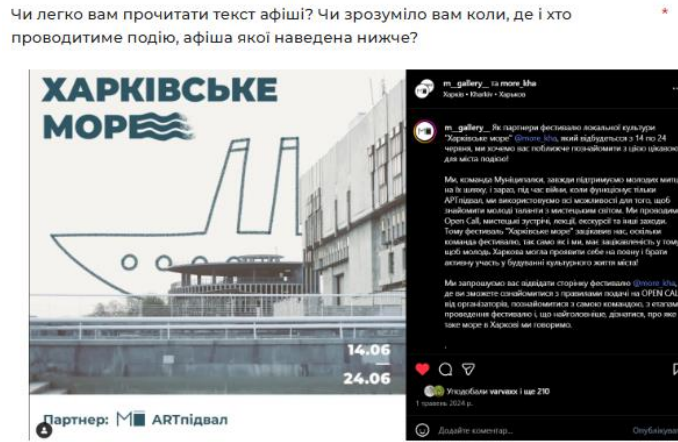 Чи легко вам прочитати текст афіші? Чи зрозуміло вам коли, де і хто *
проводитиме подію, афіша якої наведена нижче?
ХАРКІВСЬКЕ
МОРЕ
14.06
24.06
Партнер: ARTпідвал
m__gallery__ та more_kha
Харків • Kharkiv • Харьков
m__gallery__ Як партнери фестивалю локальної культури
"Харківське море" @more_kha, який відбудеться з 14 по 24
червня, ми хочемо вас поближче познайомити з цією цікавою
для міста подією!
Ми, команда Муніципалки, завжди підтримуємо молодих митц
на їх шляху, і зараз, під час війни, коли функціонує тільки
АРТпідвал, ми використовуємо всі можливості для того, щоб
знайомити молоді таланти з мистецьким світом. Ми проводимо
Open Call, мистецькі зустрічі, лекції, екскурсії та інші заходи.
Тому фестиваль "Харківське море" зацікавив нас, оскільки
команда фестивалю, так само як і ми, має зацікавленість у тому
щоб молодь Харкова могла проявити себе на повну і брати
активну участь у будуванні культурного життя міста!
Ми запрошуємо вас відвідати сторінку фестивалю @more_kha,
де ви зможете ознайомитися з правилами подачі на OPEN CAL
від організаторів, познайомитися з самою командою, з етапам
проведення фестивалю і, що найголовніше, дізнатися, про яке
таке море в Харкові ми говоримо.
Уподобали varvaxx і ще 210
1 травень 2024 р.
Додайте коментар...
Опублікува